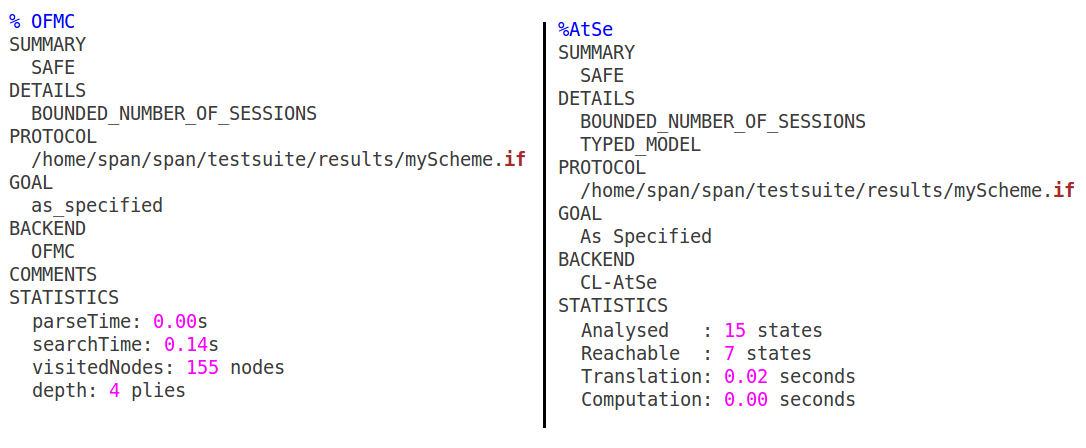 % OFMC
SUMMARY
SAFE
DETAILS
BOUNDED_NUMBER_OF_SESSIONS
PROTOCOL
/home/span/span/testsuite/results/myScheme.if
GOAL
as_specified
BACKEND
OFMC
COMMENTS
STATISTICS
parseTime: 0.00s
searchTime: 0.14s
visitedNodes: 155 nodes
depth: 4 plies
%AtSe
SUMMARY
SAFE
DETAILS
BOUNDED_NUMBER_OF_SESSIONS
TYPED_MODEL
PROTOCOL
/home/span/span/testsuite/results/myScheme.if
GOAL
As Specified
BACKEND
CL-AtSe
STATISTICS
Analysed   : 15 states
Reachable  : 7 states
Translation: 0.02 seconds
Computation: 0.00 seconds